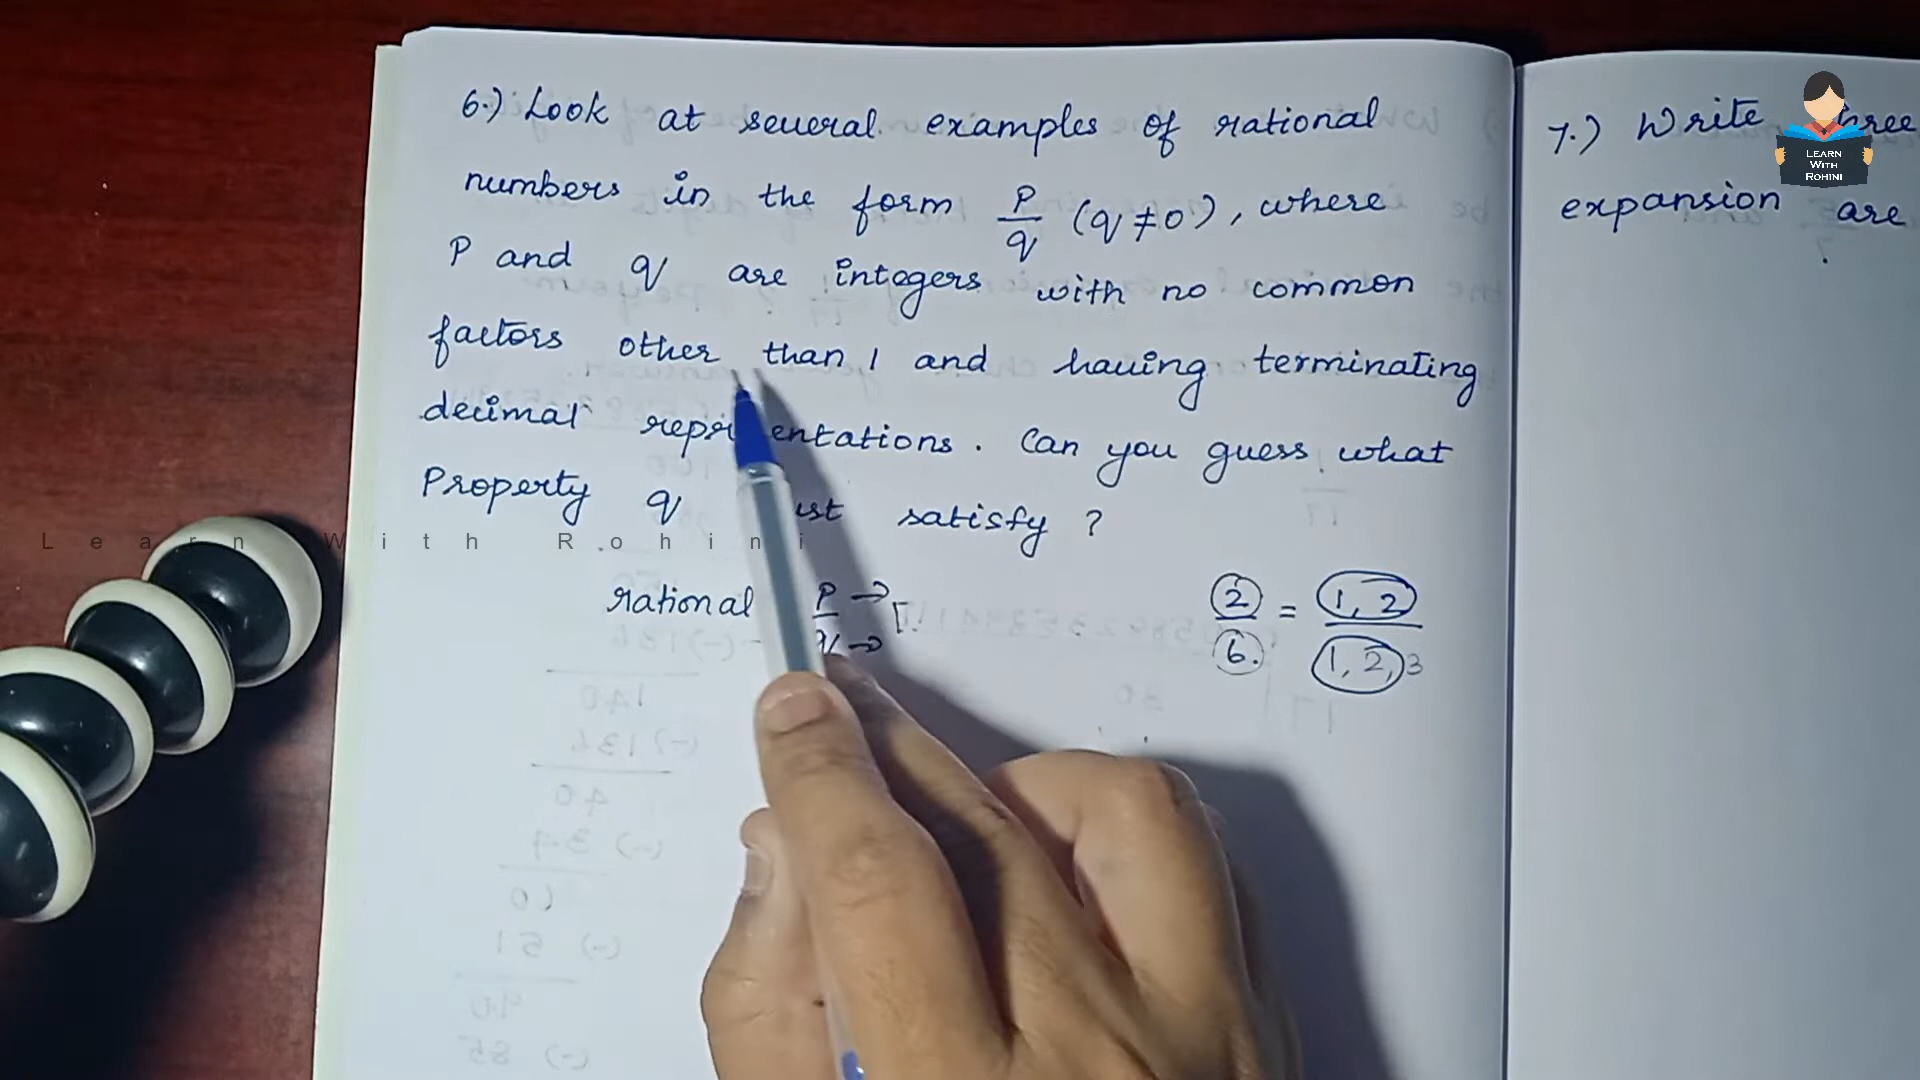 6.) Look at several examples of rational
numbers in the form p/q (q ≠ 0), where
P and q are integers with no common
factors other than 1 and having terminating
decimal entations. Can you guess what
Property q satisfy ?
rational p/q → →
2/6. = 1, 2 / 1, 2, 3
7.) Write
expansion are
LEARN
WITH
ROHINI
Learn With Rohini